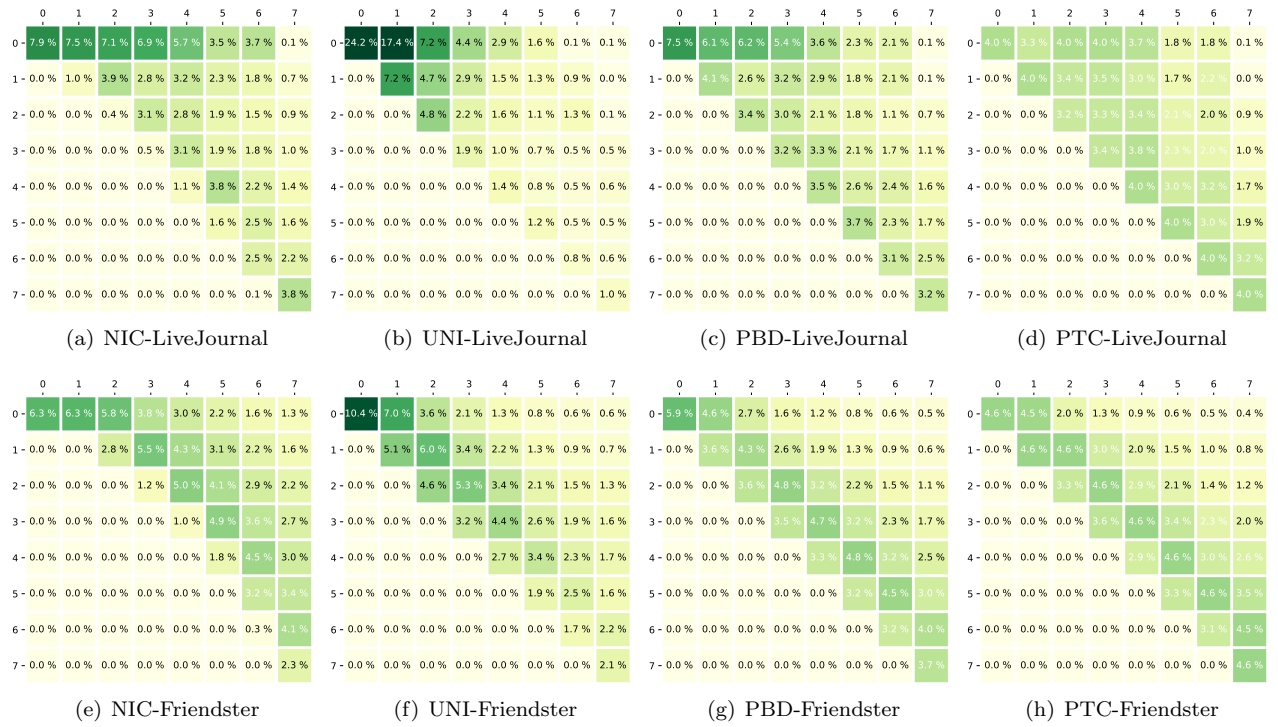 0 1 2 3 4 5 6 7
0 7.9 % 7.5 % 7.1 % 6.9 % 5.7 % 3.5 % 3.7 % 0.1 %
1 0.0 % 1.0 % 3.9 % 2.8 % 3.2 % 2.3 % 1.8 % 0.7 %
2 0.0 % 0.0 % 0.4 % 3.1 % 2.8 % 1.9 % 1.5 % 0.9 %
3 0.0 % 0.0 % 0.0 % 0.5 % 3.1 % 1.9 % 1.8 % 1.0 %
4 0.0 % 0.0 % 0.0 % 0.0 % 1.1 % 3.8 % 2.2 % 1.4 %
5 0.0 % 0.0 % 0.0 % 0.0 % 0.0 % 1.6 % 2.5 % 1.6 %
6 0.0 % 0.0 % 0.0 % 0.0 % 0.0 % 0.0 % 2.5 % 2.2 %
7 0.0 % 0.0 % 0.0 % 0.0 % 0.0 % 0.0 % 0.1 % 3.8 %
(a) NIC-LiveJournal
0 1 2 3 4 5 6 7
0 24.2 % 17.4 % 7.2 % 4.4 % 2.9 % 1.6 % 0.1 % 0.1 %
1 0.0 % 7.2 % 4.7 % 2.9 % 1.5 % 1.3 % 0.9 % 0.0 %
2 0.0 % 0.0 % 4.8 % 2.2 % 1.6 % 1.1 % 1.3 % 0.1 %
3 0.0 % 0.0 % 0.0 % 1.9 % 1.0 % 0.7 % 0.5 % 0.5 %
4 0.0 % 0.0 % 0.0 % 0.0 % 1.4 % 0.8 % 0.5 % 0.6 %
5 0.0 % 0.0 % 0.0 % 0.0 % 0.0 % 1.2 % 0.5 % 0.5 %
6 0.0 % 0.0 % 0.0 % 0.0 % 0.0 % 0.0 % 0.8 % 0.6 %
7 0.0 % 0.0 % 0.0 % 0.0 % 0.0 % 0.0 % 0.0 % 1.0 %
(b) UNI-LiveJournal
0 1 2 3 4 5 6 7
0 7.5 % 6.1 % 6.2 % 5.4 % 3.6 % 2.3 % 2.1 % 0.1 %
1 0.0 % 4.1 % 2.6 % 3.2 % 2.9 % 1.8 % 2.1 % 0.1 %
2 0.0 % 0.0 % 3.4 % 3.0 % 2.1 % 1.8 % 1.1 % 0.7 %
3 0.0 % 0.0 % 0.0 % 3.2 % 3.3 % 2.1 % 1.7 % 1.1 %
4 0.0 % 0.0 % 0.0 % 0.0 % 3.5 % 2.6 % 2.4 % 1.6 %
5 0.0 % 0.0 % 0.0 % 0.0 % 0.0 % 3.7 % 2.3 % 1.7 %
6 0.0 % 0.0 % 0.0 % 0.0 % 0.0 % 0.0 % 3.1 % 2.5 %
7 0.0 % 0.0 % 0.0 % 0.0 % 0.0 % 0.0 % 0.0 % 3.2 %
(c) PBD-LiveJournal
0 1 2 3 4 5 6 7
0 4.0 % 3.3 % 4.0 % 4.0 % 3.7 % 1.8 % 1.8 % 0.1 %
1 0.0 % 4.0 % 3.4 % 3.5 % 3.0 % 1.7 % 2.2 % 0.0 %
2 0.0 % 0.0 % 3.2 % 3.3 % 3.4 % 2.1 % 2.0 % 0.9 %
3 0.0 % 0.0 % 0.0 % 3.4 % 3.8 % 2.3 % 2.0 % 1.0 %
4 0.0 % 0.0 % 0.0 % 0.0 % 4.0 % 3.0 % 3.2 % 1.7 %
5 0.0 % 0.0 % 0.0 % 0.0 % 0.0 % 4.0 % 3.0 % 1.9 %
6 0.0 % 0.0 % 0.0 % 0.0 % 0.0 % 0.0 % 4.0 % 3.2 %
7 0.0 % 0.0 % 0.0 % 0.0 % 0.0 % 0.0 % 0.0 % 4.0 %
(d) PTC-LiveJournal
0 1 2 3 4 5 6 7
0 6.3 % 6.3 % 5.8 % 3.8 % 3.0 % 2.2 % 1.6 % 1.3 %
1 0.0 % 0.0 % 2.8 % 5.5 % 4.3 % 3.1 % 2.2 % 1.6 %
2 0.0 % 0.0 % 0.0 % 1.2 % 5.0 % 4.1 % 2.9 % 2.2 %
3 0.0 % 0.0 % 0.0 % 0.0 % 1.0 % 4.9 % 3.6 % 2.7 %
4 0.0 % 0.0 % 0.0 % 0.0 % 0.0 % 1.8 % 4.5 % 3.0 %
5 0.0 % 0.0 % 0.0 % 0.0 % 0.0 % 0.0 % 3.2 % 3.4 %
6 0.0 % 0.0 % 0.0 % 0.0 % 0.0 % 0.0 % 0.3 % 4.1 %
7 0.0 % 0.0 % 0.0 % 0.0 % 0.0 % 0.0 % 0.0 % 2.3 %
(e) NIC-Friendster
0 1 2 3 4 5 6 7
0 10.4 % 7.0 % 3.6 % 2.1 % 1.3 % 0.8 % 0.6 % 0.6 %
1 0.0 % 5.1 % 6.0 % 3.4 % 2.2 % 1.3 % 0.9 % 0.7 %
2 0.0 % 0.0 % 4.6 % 5.3 % 3.4 % 2.1 % 1.5 % 1.3 %
3 0.0 % 0.0 % 0.0 % 3.2 % 4.4 % 2.6 % 1.9 % 1.6 %
4 0.0 % 0.0 % 0.0 % 0.0 % 2.7 % 3.4 % 2.3 % 1.7 %
5 0.0 % 0.0 % 0.0 % 0.0 % 0.0 % 1.9 % 2.5 % 1.6 %
6 0.0 % 0.0 % 0.0 % 0.0 % 0.0 % 0.0 % 1.7 % 2.2 %
7 0.0 % 0.0 % 0.0 % 0.0 % 0.0 % 0.0 % 0.0 % 2.1 %
(f) UNI-Friendster
0 1 2 3 4 5 6 7
0 5.9 % 4.6 % 2.7 % 1.6 % 1.2 % 0.8 % 0.6 % 0.5 %
1 0.0 % 3.6 % 4.3 % 2.6 % 1.9 % 1.3 % 0.9 % 0.6 %
2 0.0 % 0.0 % 3.6 % 4.8 % 3.2 % 2.2 % 1.5 % 1.1 %
3 0.0 % 0.0 % 0.0 % 3.5 % 4.7 % 3.2 % 2.3 % 1.7 %
4 0.0 % 0.0 % 0.0 % 0.0 % 3.3 % 4.8 % 3.2 % 2.5 %
5 0.0 % 0.0 % 0.0 % 0.0 % 0.0 % 3.2 % 4.5 % 3.0 %
6 0.0 % 0.0 % 0.0 % 0.0 % 0.0 % 0.0 % 3.2 % 4.0 %
7 0.0 % 0.0 % 0.0 % 0.0 % 0.0 % 0.0 % 0.0 % 3.7 %
(g) PBD-Friendster
0 1 2 3 4 5 6 7
0 4.6 % 4.5 % 2.0 % 1.3 % 0.9 % 0.6 % 0.5 % 0.4 %
1 0.0 % 4.6 % 4.6 % 3.0 % 2.0 % 1.5 % 1.0 % 0.8 %
2 0.0 % 0.0 % 3.3 % 4.6 % 2.9 % 2.1 % 1.4 % 1.2 %
3 0.0 % 0.0 % 0.0 % 3.6 % 4.6 % 3.4 % 2.3 % 2.0 %
4 0.0 % 0.0 % 0.0 % 0.0 % 2.9 % 4.6 % 3.0 % 2.6 %
5 0.0 % 0.0 % 0.0 % 0.0 % 0.0 % 3.3 % 4.6 % 3.5 %
6 0.0 % 0.0 % 0.0 % 0.0 % 0.0 % 0.0 % 3.1 % 4.5 %
7 0.0 % 0.0 % 0.0 % 0.0 % 0.0 % 0.0 % 0.0 % 4.6 %
(h) PTC-Friendster